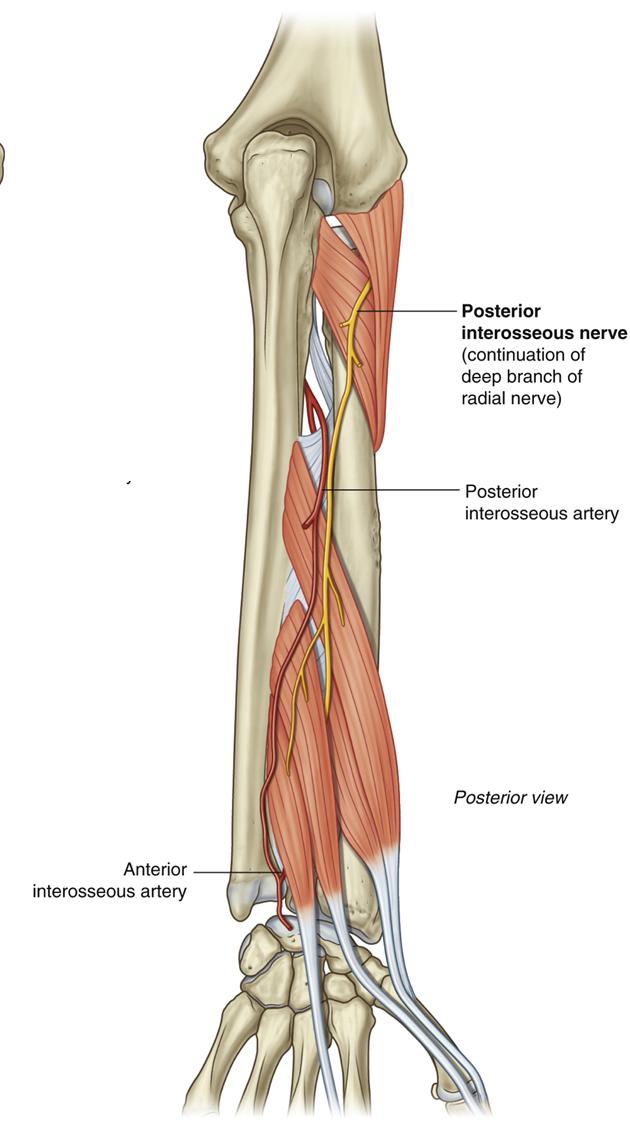 Posterior
interosseous nerve
(continuation of
deep branch of
radial nerve)
Posterior
interosseous artery
Posterior view
Anterior
interosseous artery